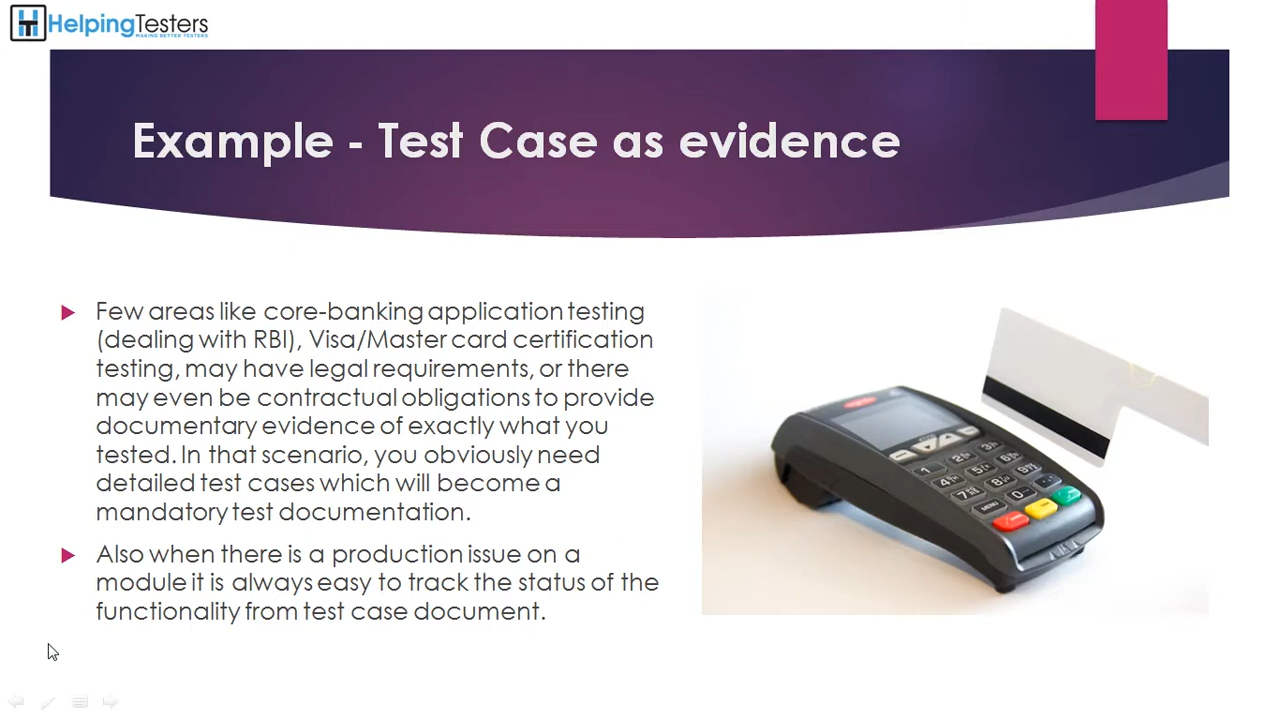 HelpingTesters
MAKING BETTER TESTERS
Example - Test Case as evidence
Few areas like core-banking application testing
(dealing with RBI), Visa/Master card certification
testing, may have legal requirements, or there
may even be contractual obligations to provide
documentary evidence of exactly what you
tested. In that scenario, you obviously need
detailed test cases which will become a
mandatory test documentation.
Also when there is a production issue on a
module it is always easy to track the status of the
functionality from test case document.
MENU